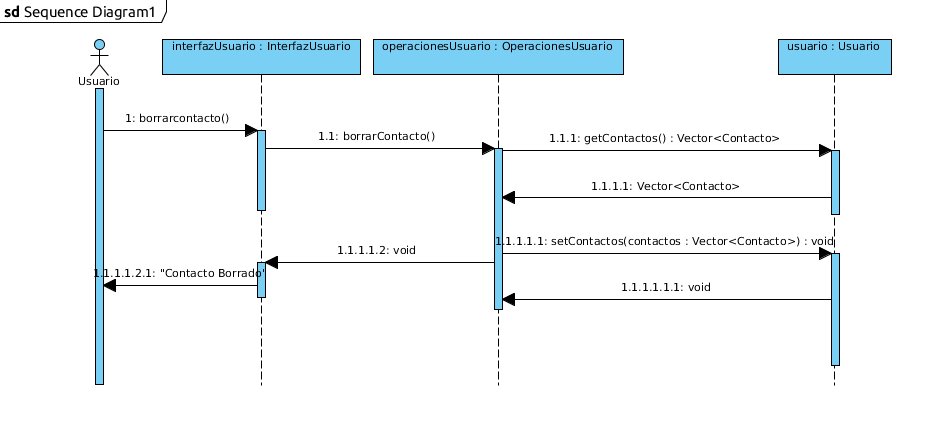 sd Sequence Diagram1
interfazUsuario : InterfazUsuario
operacionesUsuario : OperacionesUsuario
usuario : Usuario
Usuario
1: borrarcontacto()
1.1: borrarContacto()
1.1.1: getContactos() : Vector<Contacto>
1.1.1.1: Vector<Contacto>
1.1.1.1.1: setContactos(contactos : Vector<Contacto>) : void
1.1.1.1.2: void
1.1.1.1.2.1: "Contacto Borrado"
1.1.1.1.1.1: void